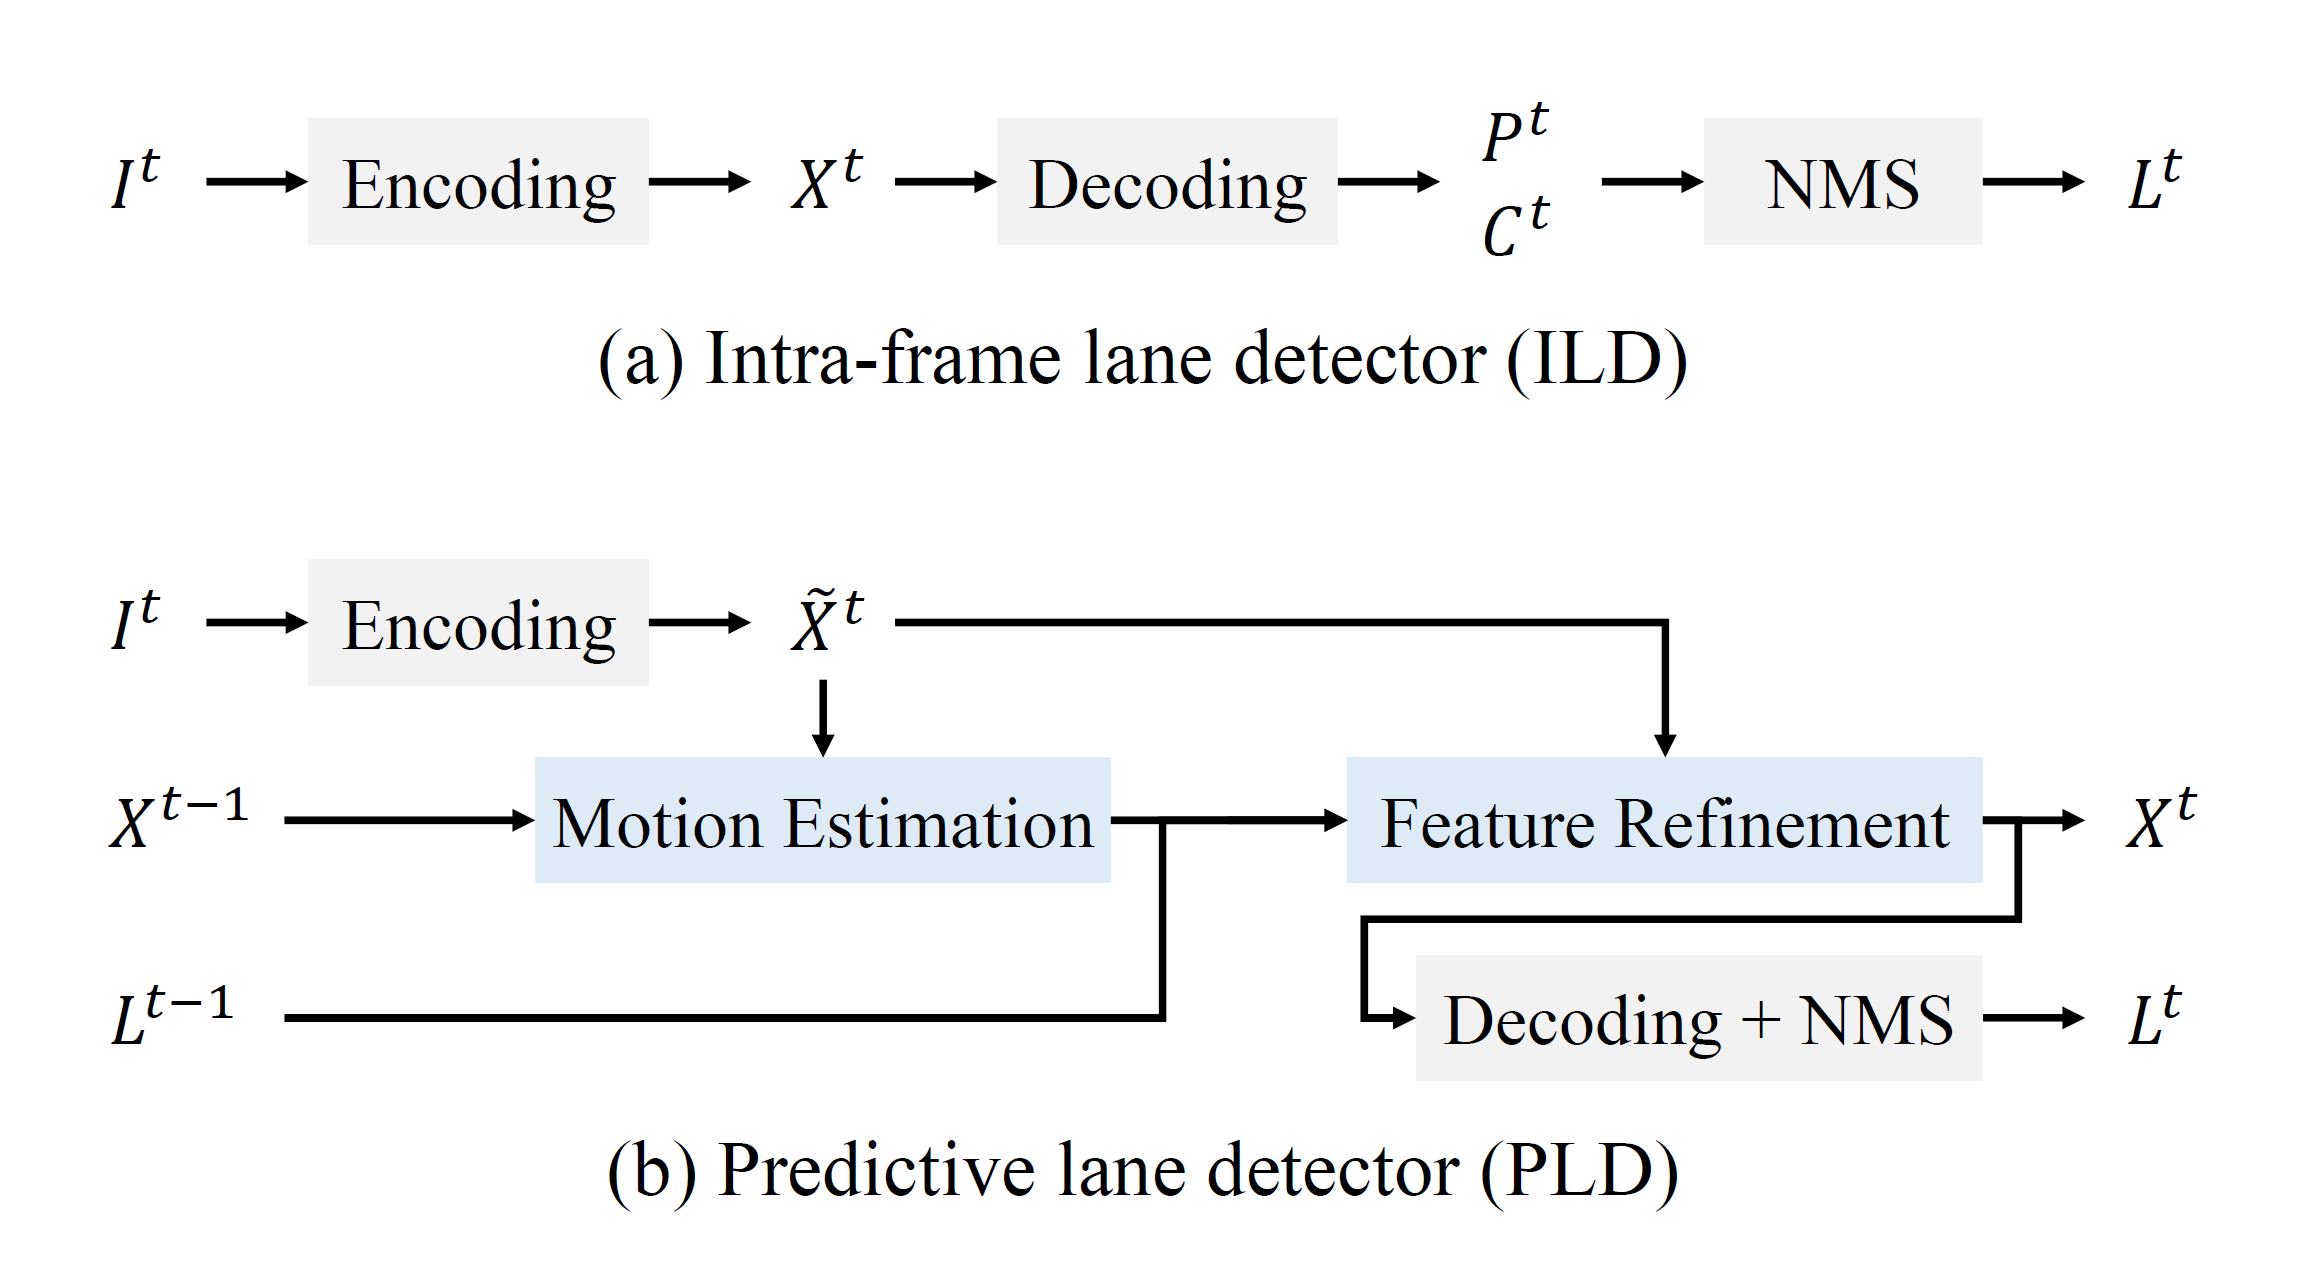 I^t Encoding X^t Decoding P^t C^t NMS L^t
(a) Intra-frame lane detector (ILD)
I^t Encoding X̃^t
X^{t−1} Motion Estimation Feature Refinement X^t
L^{t−1} Decoding + NMS L^t
(b) Predictive lane detector (PLD)